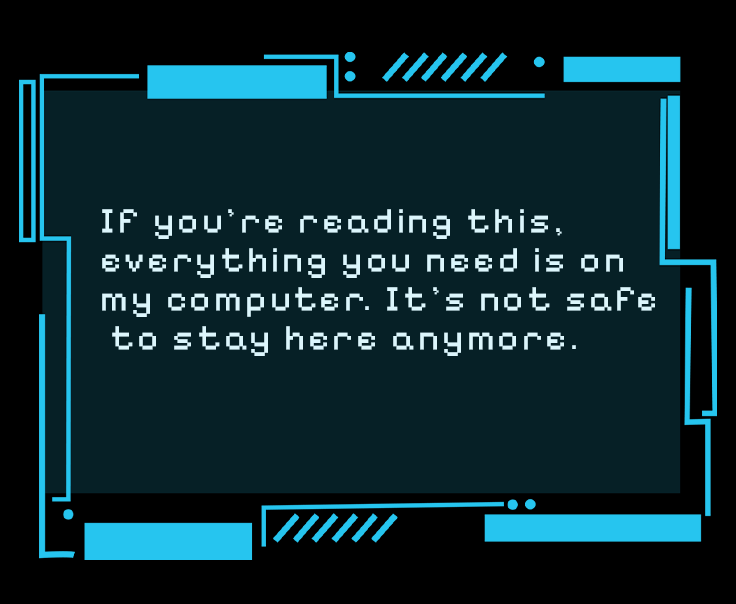 If you're reading this,
everything you need is on
my computer. It's not safe
to stay here anymore.